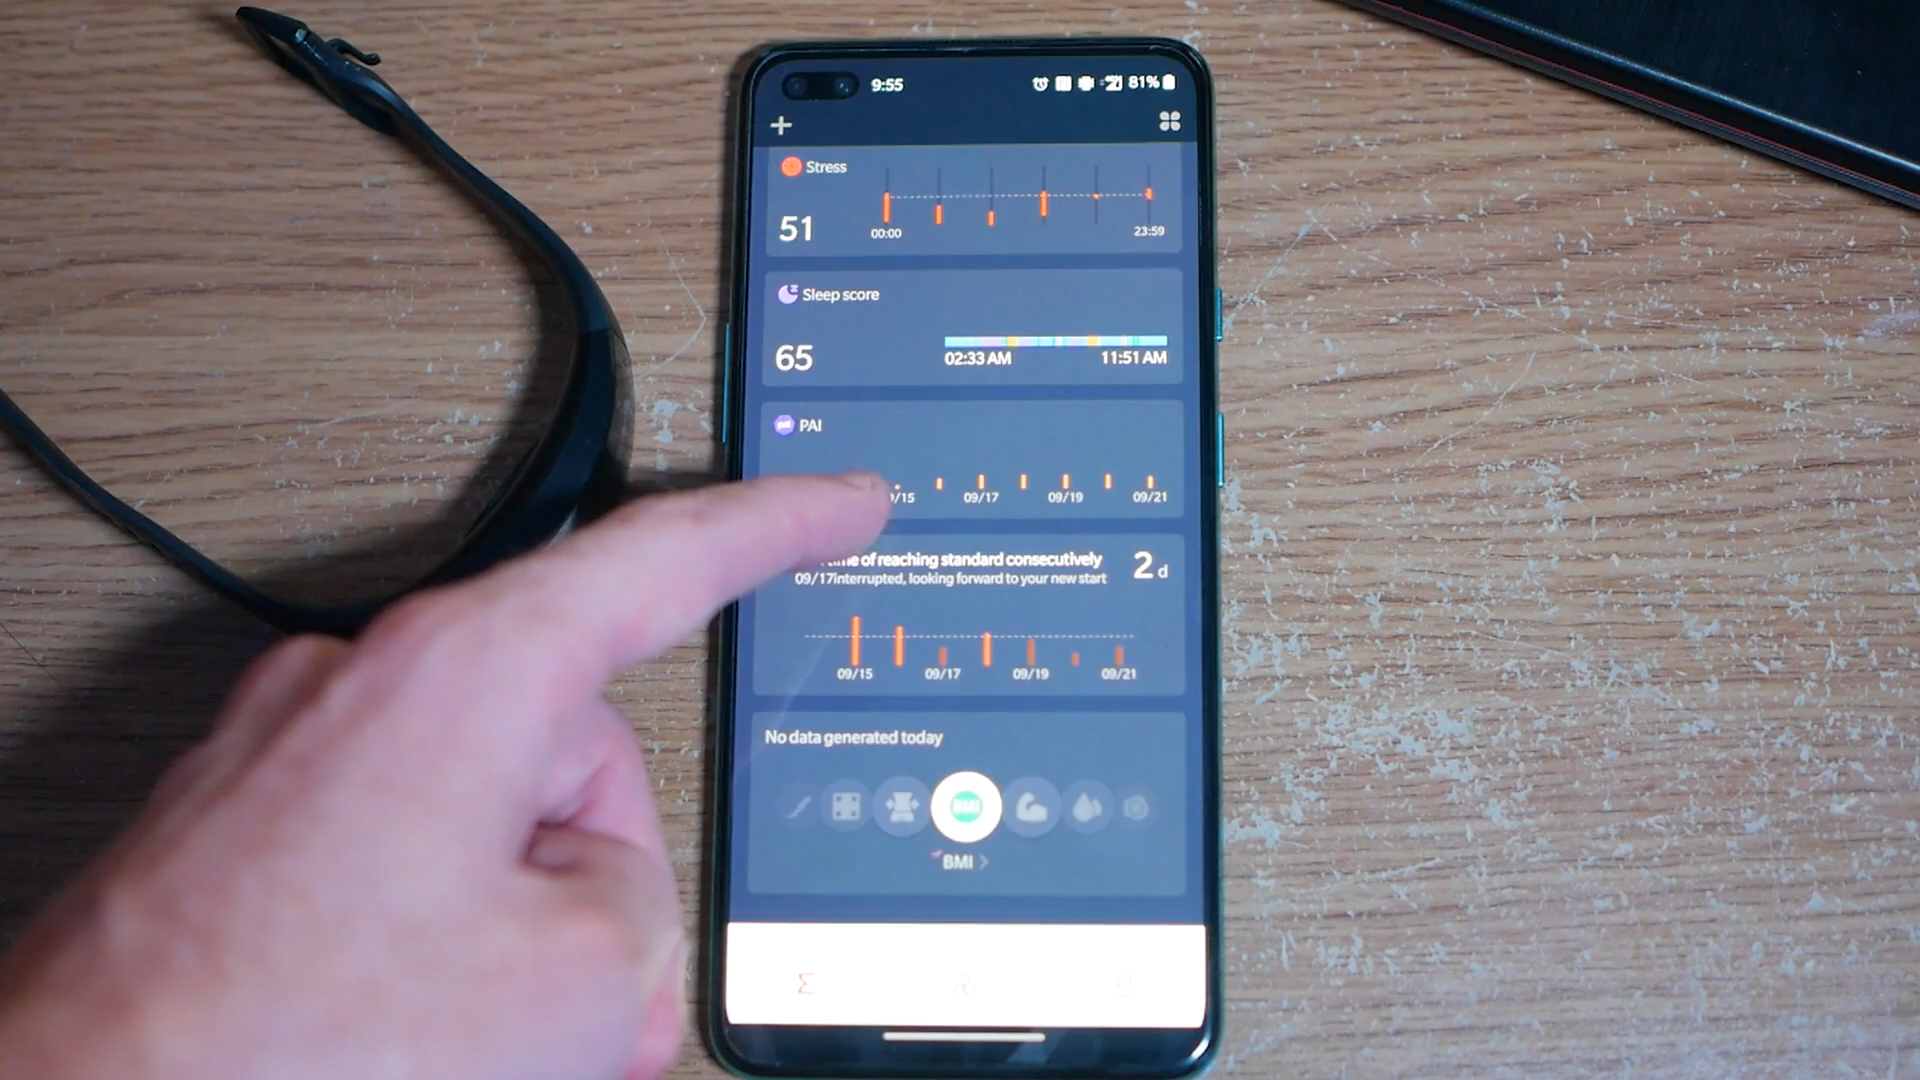 9:55
81%
Stress
51
00:00
23:59
Sleep score
65
02:33 AM
11:51 AM
pai
PAI
/15
09/17
09/19
09/21
of reaching standard consecutively
2 d
09/17interrupted, looking forward to your new start
09/15
09/17
09/19
09/21
No data generated today
BMI
BMI >